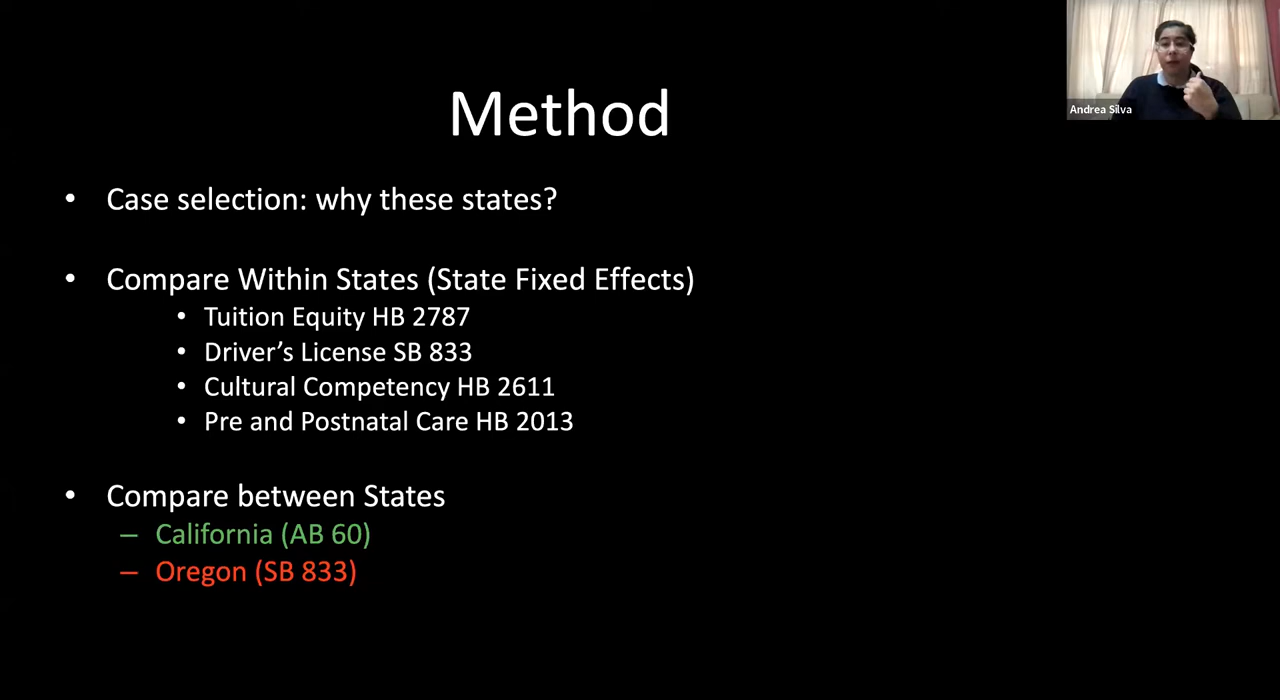 Andrea Silva
Method
• Case selection: why these states?
• Compare Within States (State Fixed Effects)
• Tuition Equity HB 2787
• Driver’s License SB 833
• Cultural Competency HB 2611
• Pre and Postnatal Care HB 2013
• Compare between States
– California (AB 60)
– Oregon (SB 833)